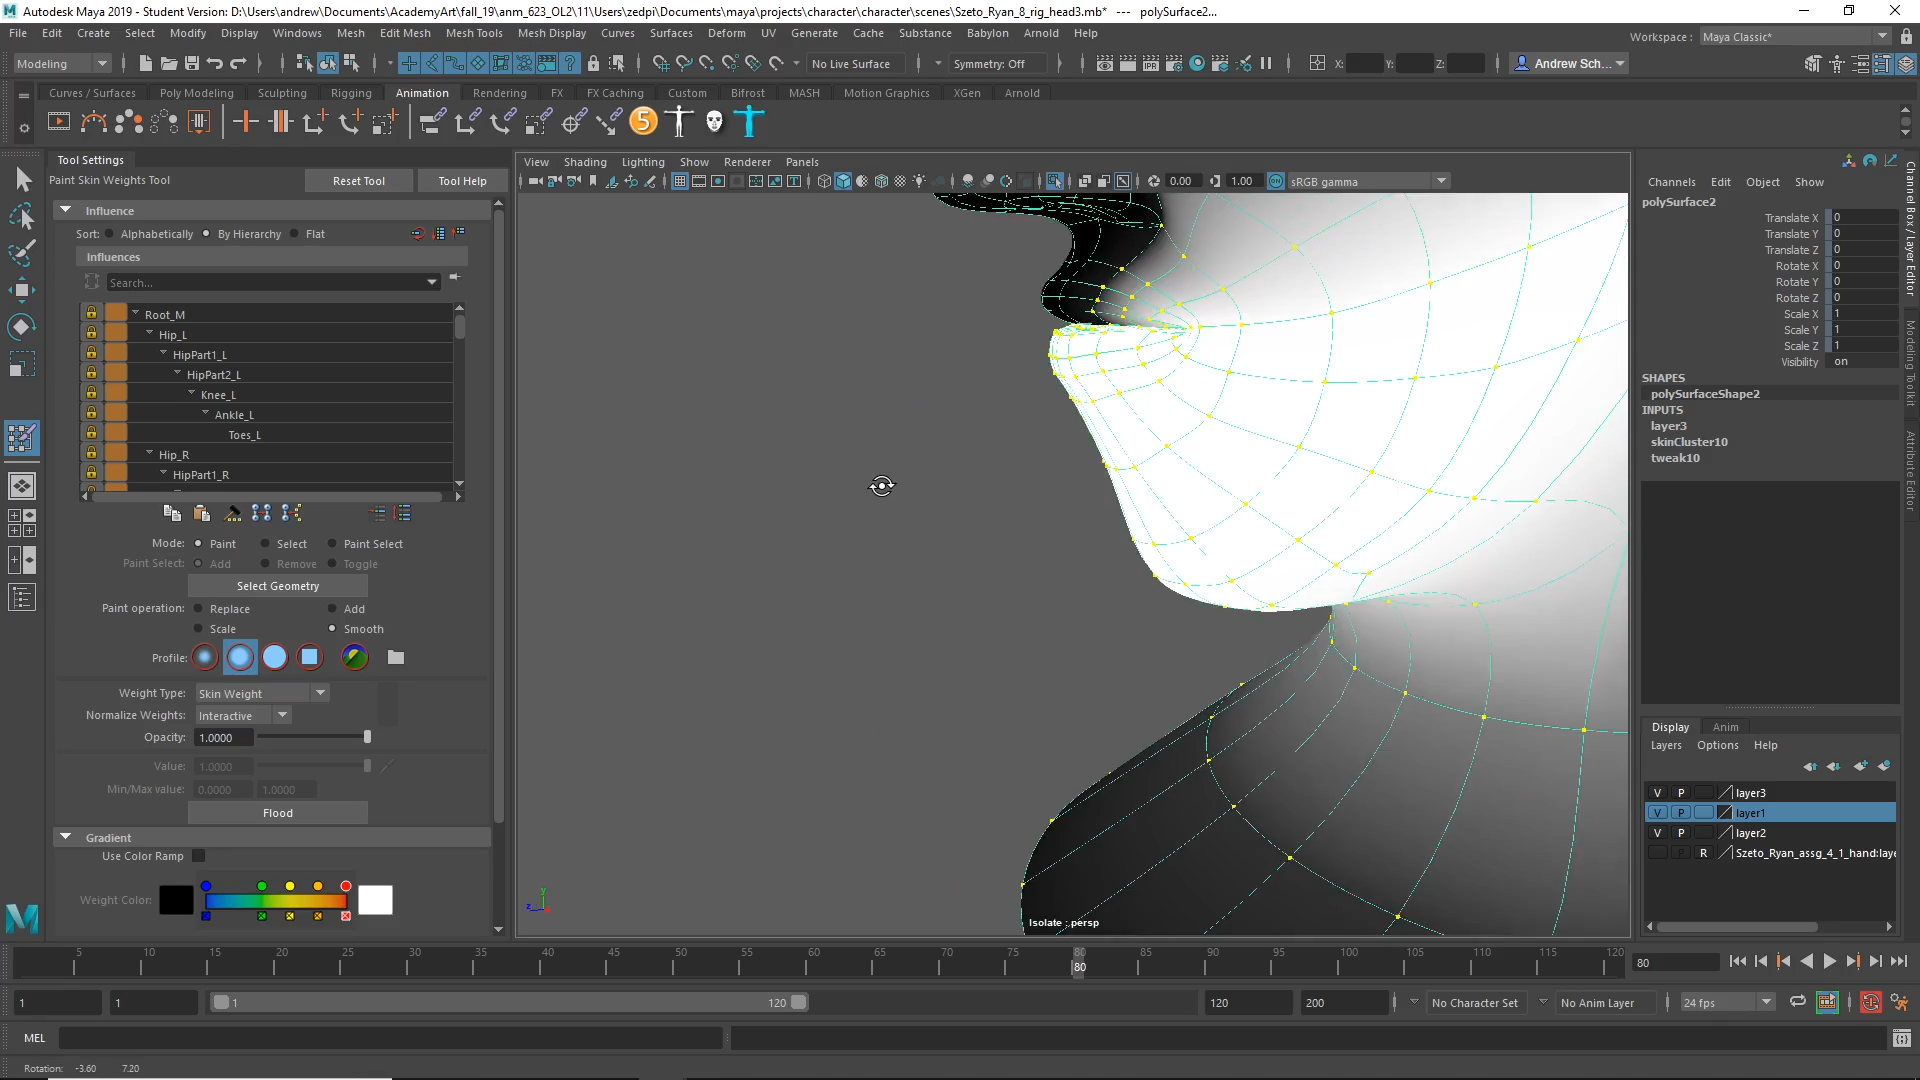 Autodesk Maya 2019 - Student Version: D:\Users\andrew\Documents\AcademyArt\fall_19\anm_623_OL2\11\Users\zedpi\Documents\maya\projects\character\character\scenes\Szeto_Ryan_8_rig_head3.mb* --- polySurface2...
File Edit Create Select Modify Display Windows Mesh Edit Mesh Mesh Tools Mesh Display Curves Surfaces Deform UV Generate Cache Substance Babylon Arnold Help
Workspace : Maya Classic*
Modeling No Live Surface Symmetry: Off X: Y: Z: Andrew Sch...
Curves / Surfaces Poly Modeling Sculpting Rigging Animation Rendering FX FX Caching Custom Bifrost MASH Motion Graphics XGen Arnold
5
Tool Settings
Paint Skin Weights Tool Reset Tool Tool Help
Influence
Sort: Alphabetically By Hierarchy Flat
Influences
Search...
Root_M
Hip_L
HipPart1_L
HipPart2_L
Knee_L
Ankle_L
Toes_L
Hip_R
HipPart1_R
Mode: Paint Select Paint Select
Paint Select: Add Remove Toggle
Select Geometry
Paint operation: Replace Add
Scale Smooth
Profile:
Weight Type: Skin Weight
Normalize Weights: Interactive
Opacity: 1.0000
Value: 1.0000
Min/Max value: 0.0000 1.0000
Flood
Gradient
Use Color Ramp
Weight Color:
View Shading Lighting Show Renderer Panels
0.00 1.00 ON sRGB gamma
y
z
Isolate : persp
Channels Edit Object Show
polySurface2
Translate X 0
Translate Y 0
Translate Z 0
Rotate X 0
Rotate Y 0
Rotate Z 0
Scale X 1
Scale Y 1
Scale Z 1
Visibility on
SHAPES
polySurfaceShape2
INPUTS
layer3
skinCluster10
tweak10
Display Anim
Layers Options Help
V P layer3
V P layer1
V P layer2
P R Szeto_Ryan_assg_4_1_hand:laye
Channel Box / Layer Editor
Modeling Toolkit
Attribute Editor
5 10 15 20 25 30 35 40 45 50 55 60 65 70 75 80 85 90 95 100 105 110 115 120
80
80
1 1 1 120 120 200 No Character Set No Anim Layer 24 fps
MEL
Rotation: -3.60 7.20